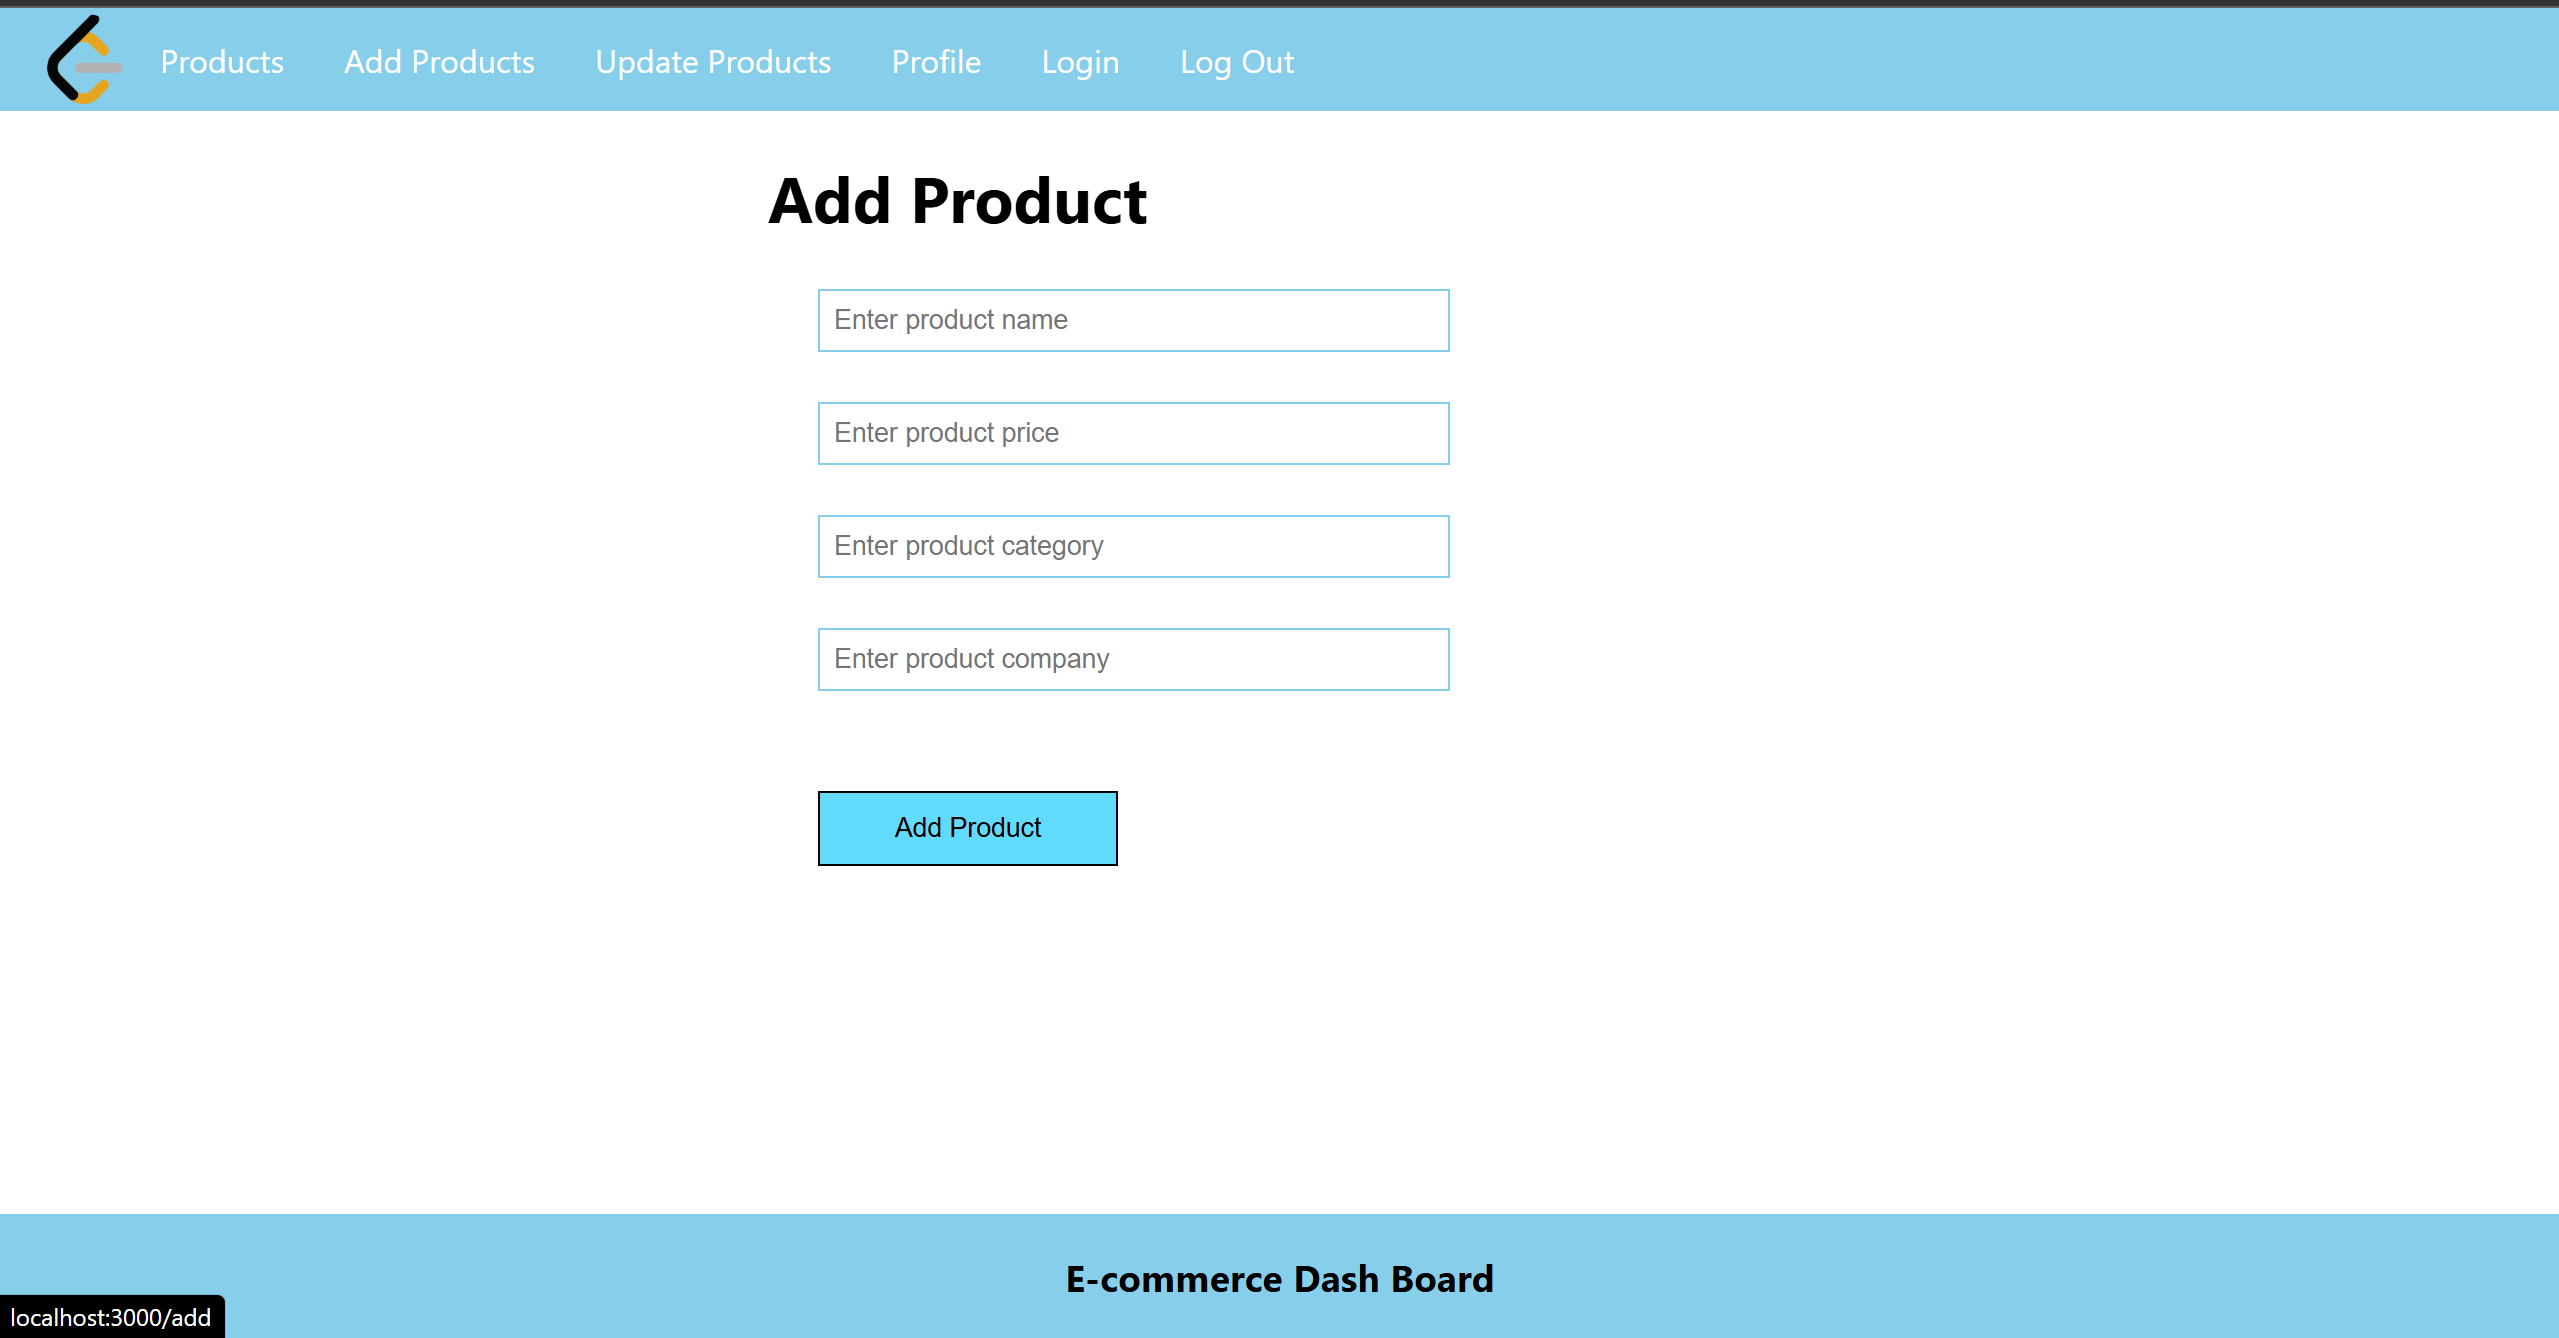 Products Add Products Update Products Profile Login Log Out
Add Product
Enter product name
Enter product price
Enter product category
Enter product company
Add Product
E-commerce Dash Board
localhost:3000/add